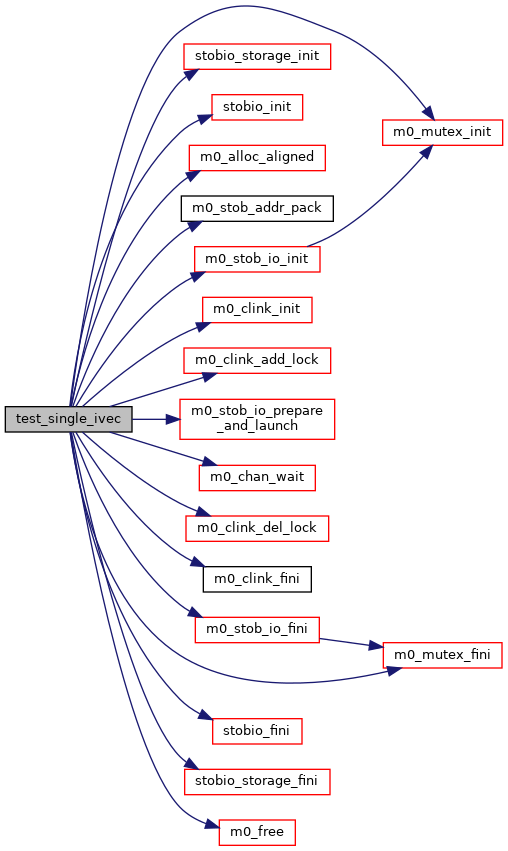 stobio_storage_init
stobio_init
m0_mutex_init
m0_alloc_aligned
m0_stob_addr_pack
m0_stob_io_init
m0_clink_init
m0_clink_add_lock
test_single_ivec
m0_stob_io_prepare
_and_launch
m0_chan_wait
m0_clink_del_lock
m0_clink_fini
m0_stob_io_fini
m0_mutex_fini
stobio_fini
stobio_storage_fini
m0_free